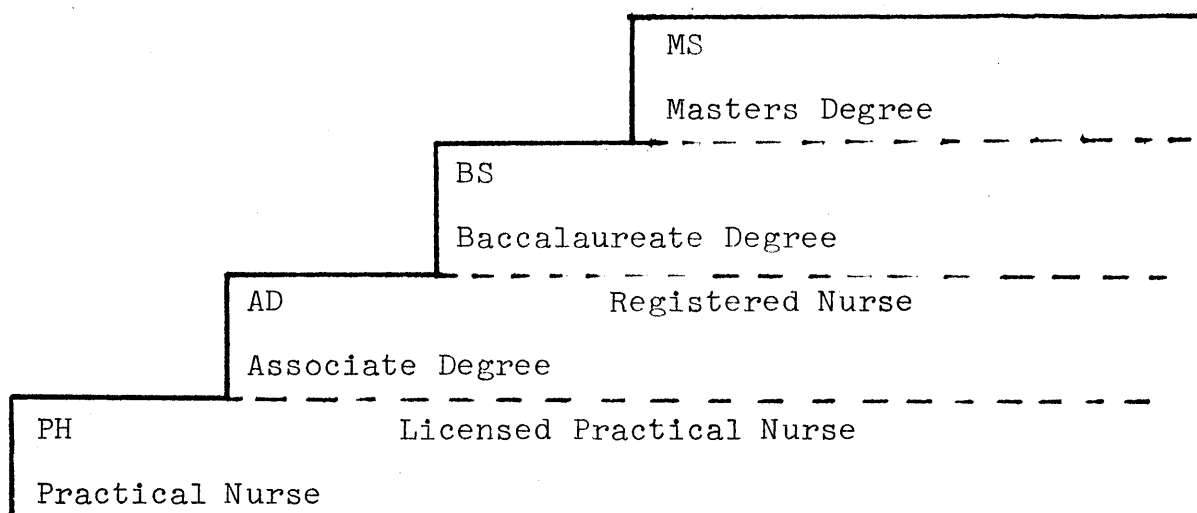 MS
Masters Degree
BS
Baccalaureate Degree
AD Registered Nurse
Associate Degree
PH Licensed Practical Nurse
Practical Nurse